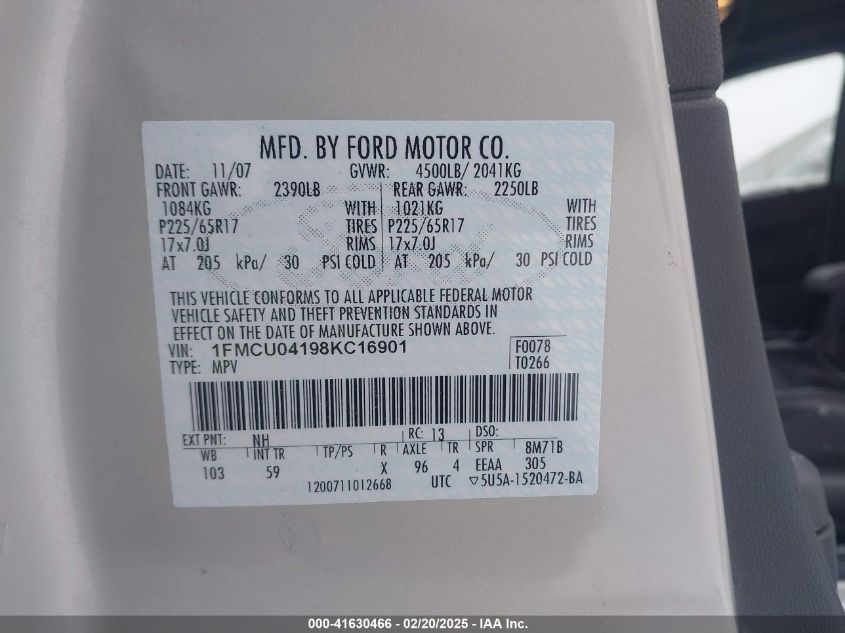 MFD. BY FORD MOTOR CO.
DATE: 11/07 GVWR: 4500LB/ 2041KG
FRONT GAWR: 2390LB REAR GAWR: 2250LB
1084KG WITH 1021KG WITH
P225/65R17 TIRES P225/65R17 TIRES
17x7.0J RIMS 17x7.0J RIMS
AT 205 kPa/ 30 PSI COLD AT 205 kPa/ 30 PSI COLD
THIS VEHICLE CONFORMS TO ALL APPLICABLE FEDERAL MOTOR
VEHICLE SAFETY AND THEFT PREVENTION STANDARDS IN
EFFECT ON THE DATE OF MANUFACTURE SHOWN ABOVE.
VIN: 1FMCU04198KC16901 F0078
TYPE: MPV T0266
EXT PNT: NH RC: 13 DSO:
WB INT TR TP/PS R AXLE TR SPR 8M71B
103 59 X 96 4 EEAA 305
1200711012668 UTC ▽5U5A-1520472-BA
000-41630466 - 02/20/2025 - IAAI.com